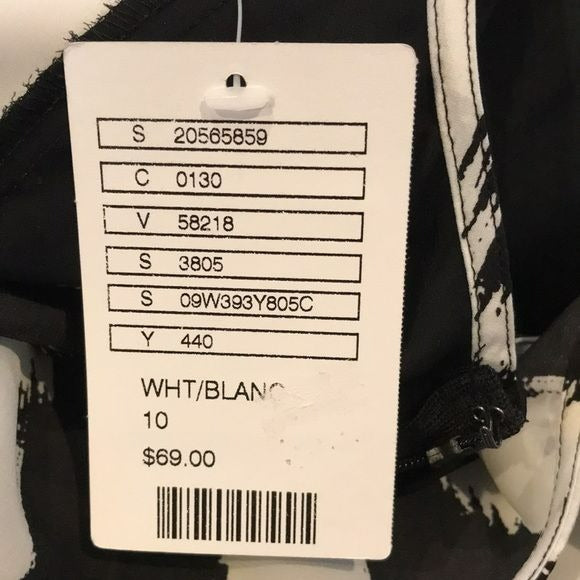 S 20565859
C 0130
V 58218
S 3805
S 09W393Y805C
Y 440
WHT/BLANC
10
$69.00